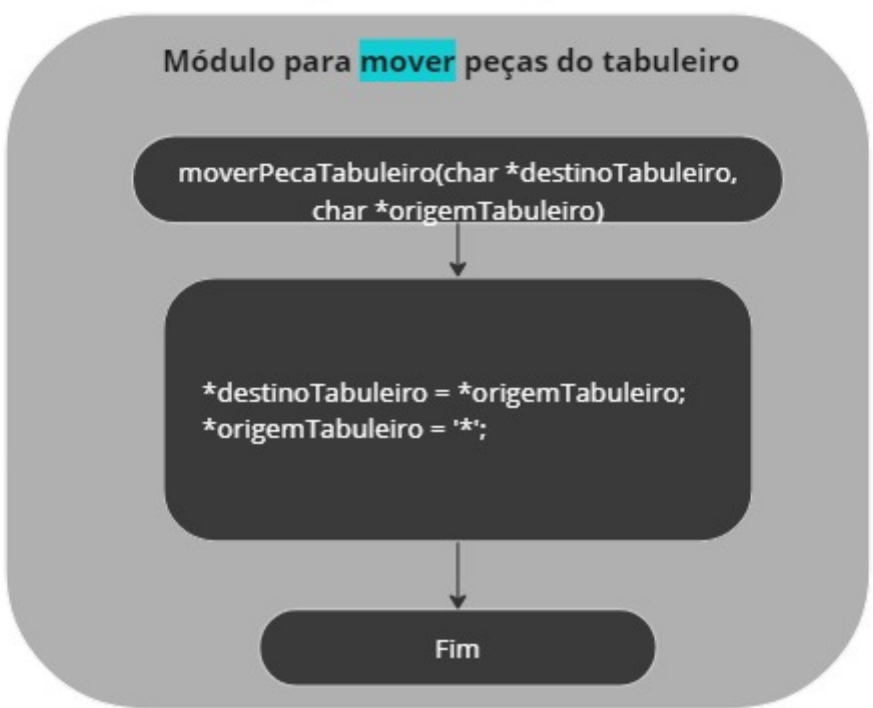 Módulo para mover peças do tabuleiro
moverPecaTabuleiro(char *destinoTabuleiro,
char *origemTabuleiro)
*destinoTabuleiro = *origemTabuleiro;
*origemTabuleiro = '*';
Fim